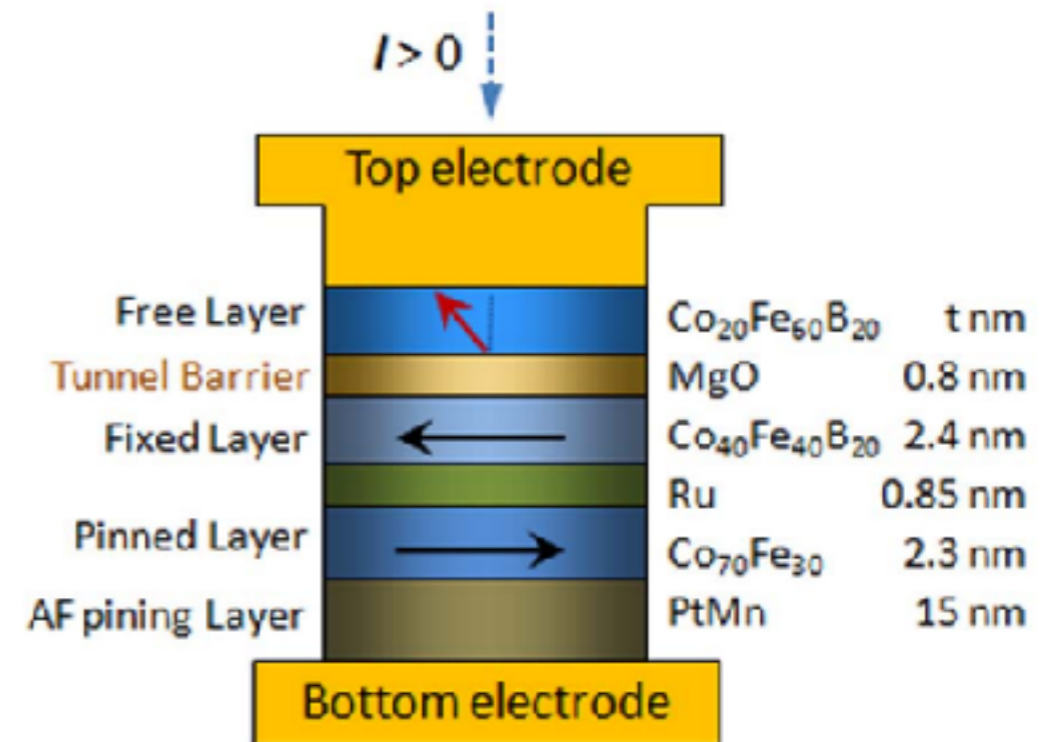 I > 0
Top electrode
Free Layer Co₂₀Fe₆₀B₂₀ t nm
Tunnel Barrier MgO 0.8 nm
Fixed Layer Co₄₀Fe₄₀B₂₀ 2.4 nm
Ru 0.85 nm
Pinned Layer Co₇₀Fe₃₀ 2.3 nm
AF pining Layer PtMn 15 nm
Bottom electrode